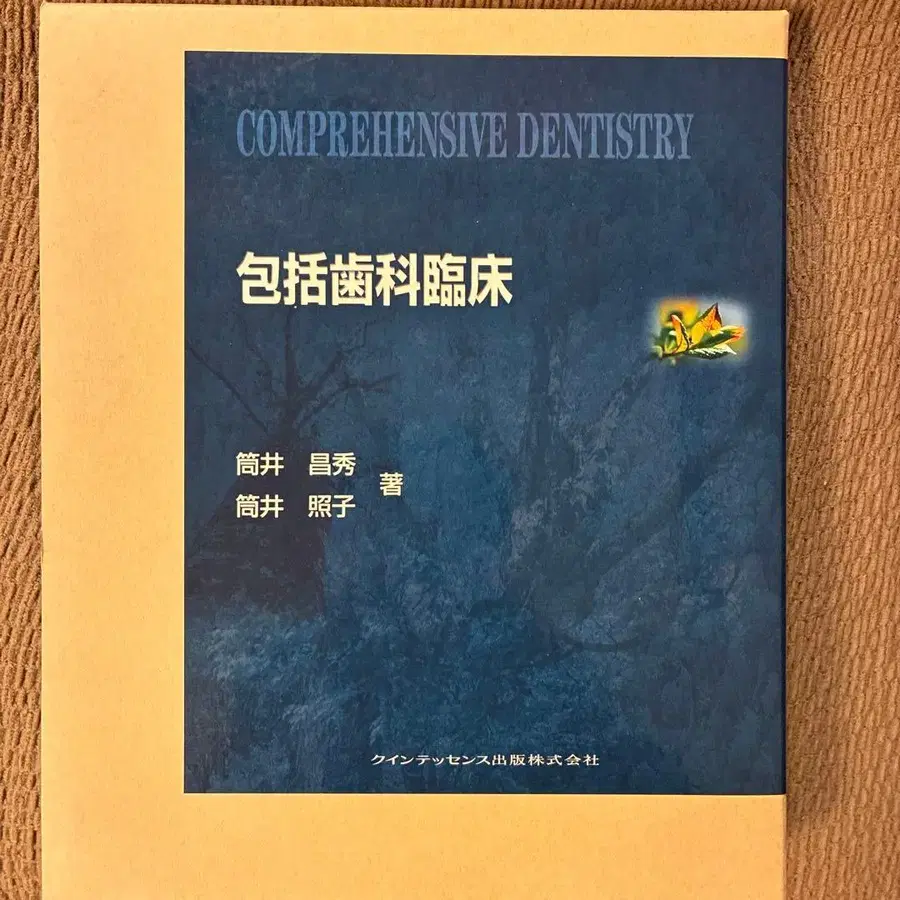 COMPREHENSIVE DENTISTRY
包括歯科臨床
筒井 昌秀
筒井 照子
著
クインテッセンス出版株式会社